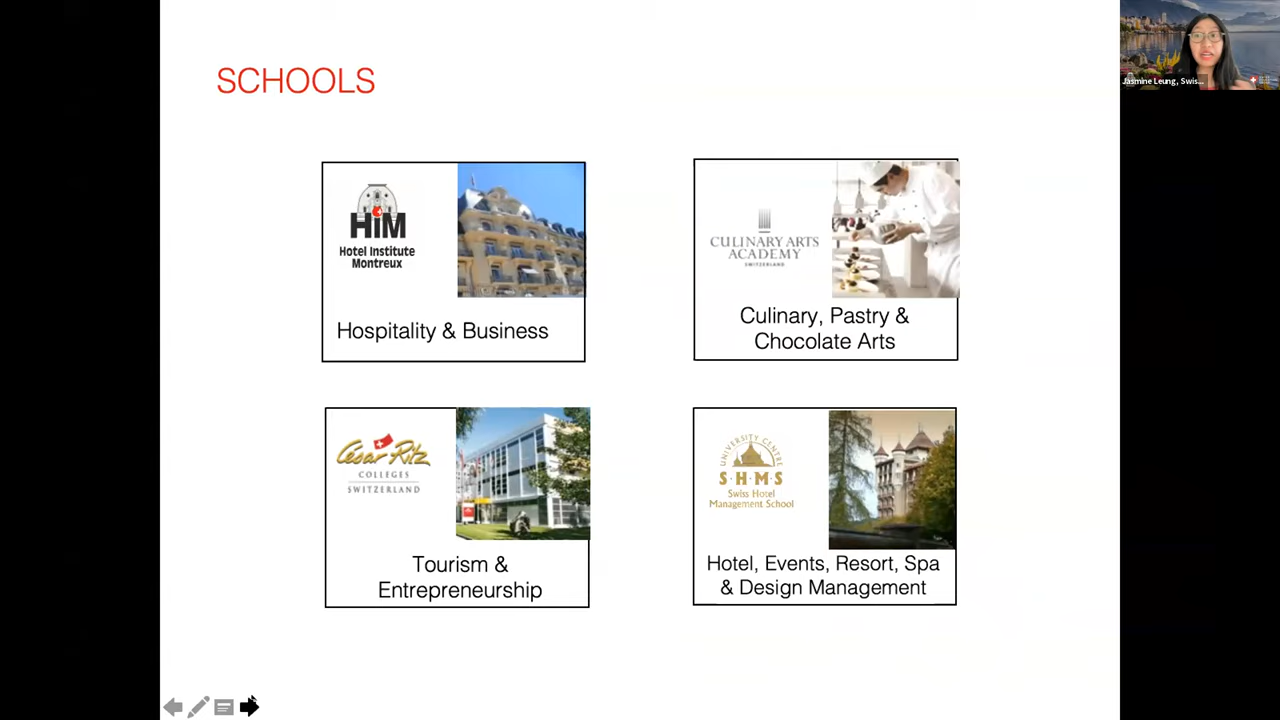 SCHOOLS
HiM
Hotel Institute
Montreux
Hospitality & Business
CULINARY ARTS
ACADEMY
SWITZERLAND
Culinary, Pastry &
Chocolate Arts
César Ritz
COLLEGES
SWITZERLAND
Tourism &
Entrepreneurship
UNIVERSITY CENTRE
S·H·M·S
Swiss Hotel
Management School
Hotel, Events, Resort, Spa
& Design Management
Jasmine Leung, Swis...